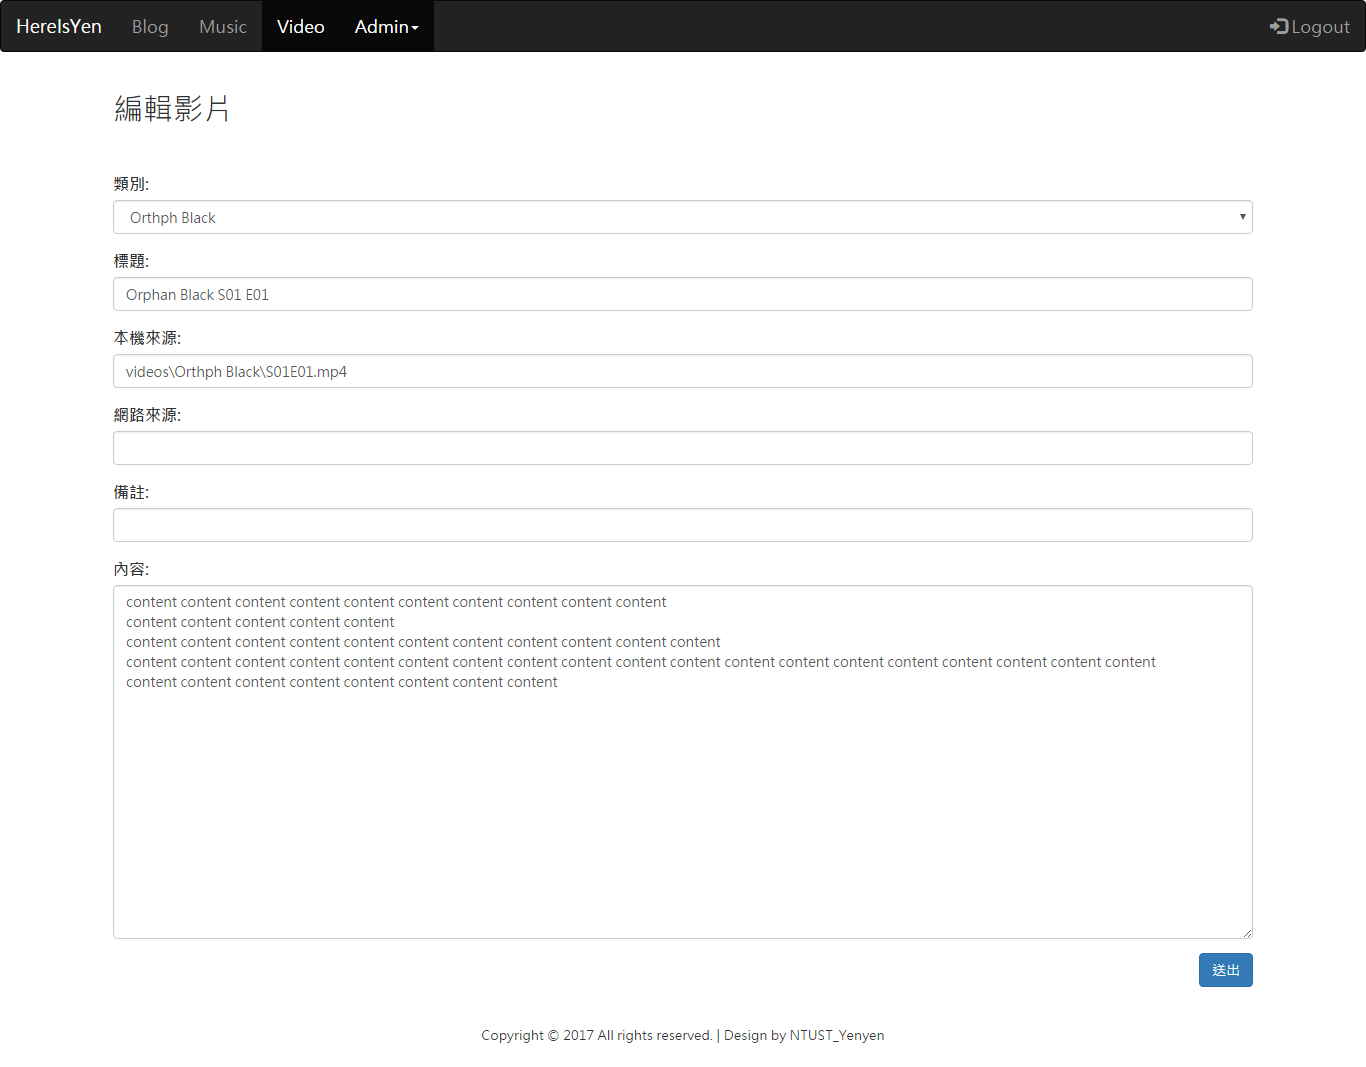 HereIsYen Blog Music Video Admin Logout
編輯影片
類別:
Orthph Black
標題:
Orphan Black S01 E01
本機來源:
videos\Orthph Black\S01E01.mp4
網路來源:
備註:
內容:
content content content content content content content content content content
content content content content content
content content content content content content content content content content content
content content content content content content content content content content content content content content content content content content content
content content content content content content content content
送出
Copyright © 2017 All rights reserved. | Design by NTUST_Yenyen